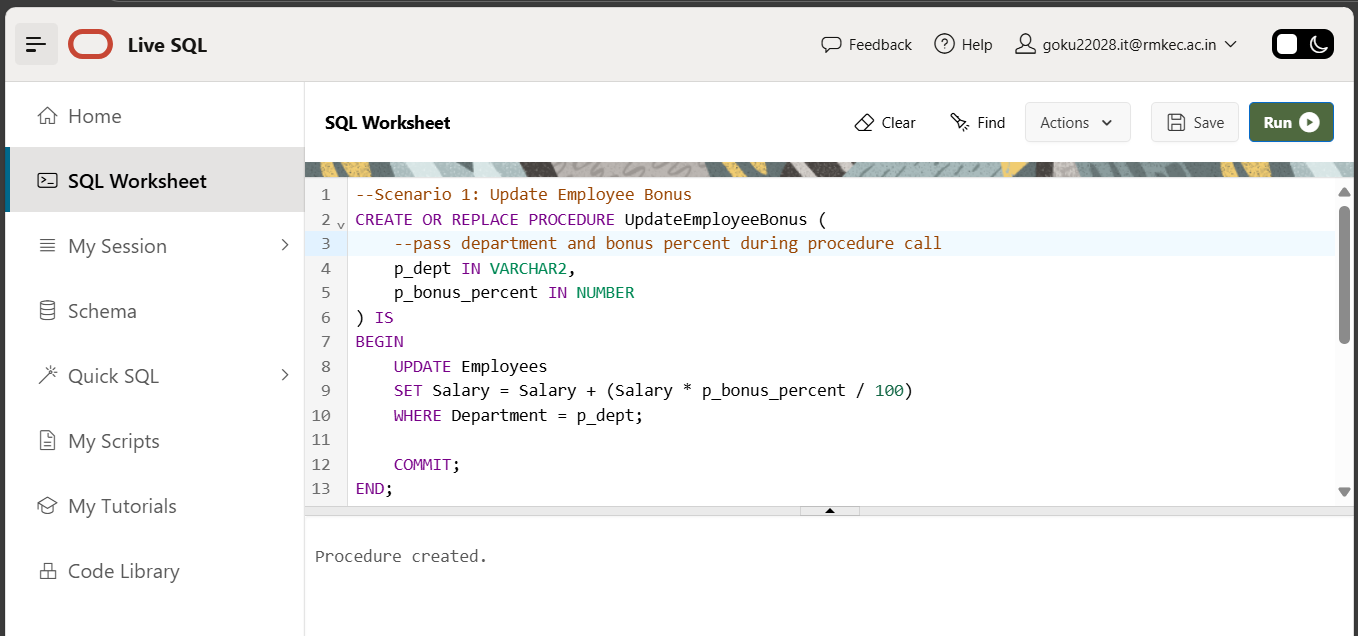 Live SQL
Feedback
Help
goku22028.it@rmkec.ac.in
Home
SQL Worksheet
My Session
Schema
Quick SQL
My Scripts
My Tutorials
Code Library
SQL Worksheet
Clear
Find
Actions
Save
Run
1 --Scenario 1: Update Employee Bonus
2 CREATE OR REPLACE PROCEDURE UpdateEmployeeBonus (
3     --pass department and bonus percent during procedure call
4     p_dept IN VARCHAR2,
5     p_bonus_percent IN NUMBER
6 ) IS
7 BEGIN
8     UPDATE Employees
9     SET Salary = Salary + (Salary * p_bonus_percent / 100)
10     WHERE Department = p_dept;
11
12     COMMIT;
13 END;
Procedure created.